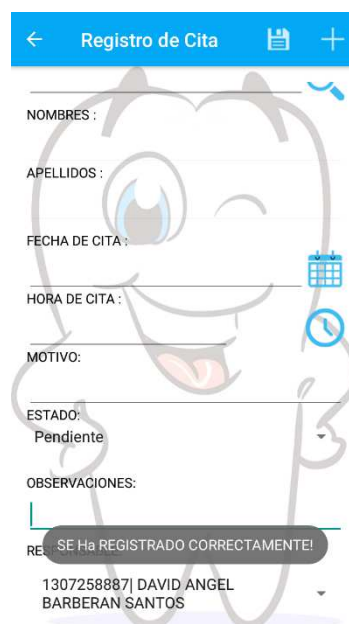 Registro de Cita
NOMBRES :
APELLIDOS :
FECHA DE CITA :
HORA DE CITA :
MOTIVO:
ESTADO:
Pendiente
OBSERVACIONES:
SE Ha REGISTRADO CORRECTAMENTE!
RESPONSABLE:
1307258887| DAVID ANGEL
BARBERAN SANTOS